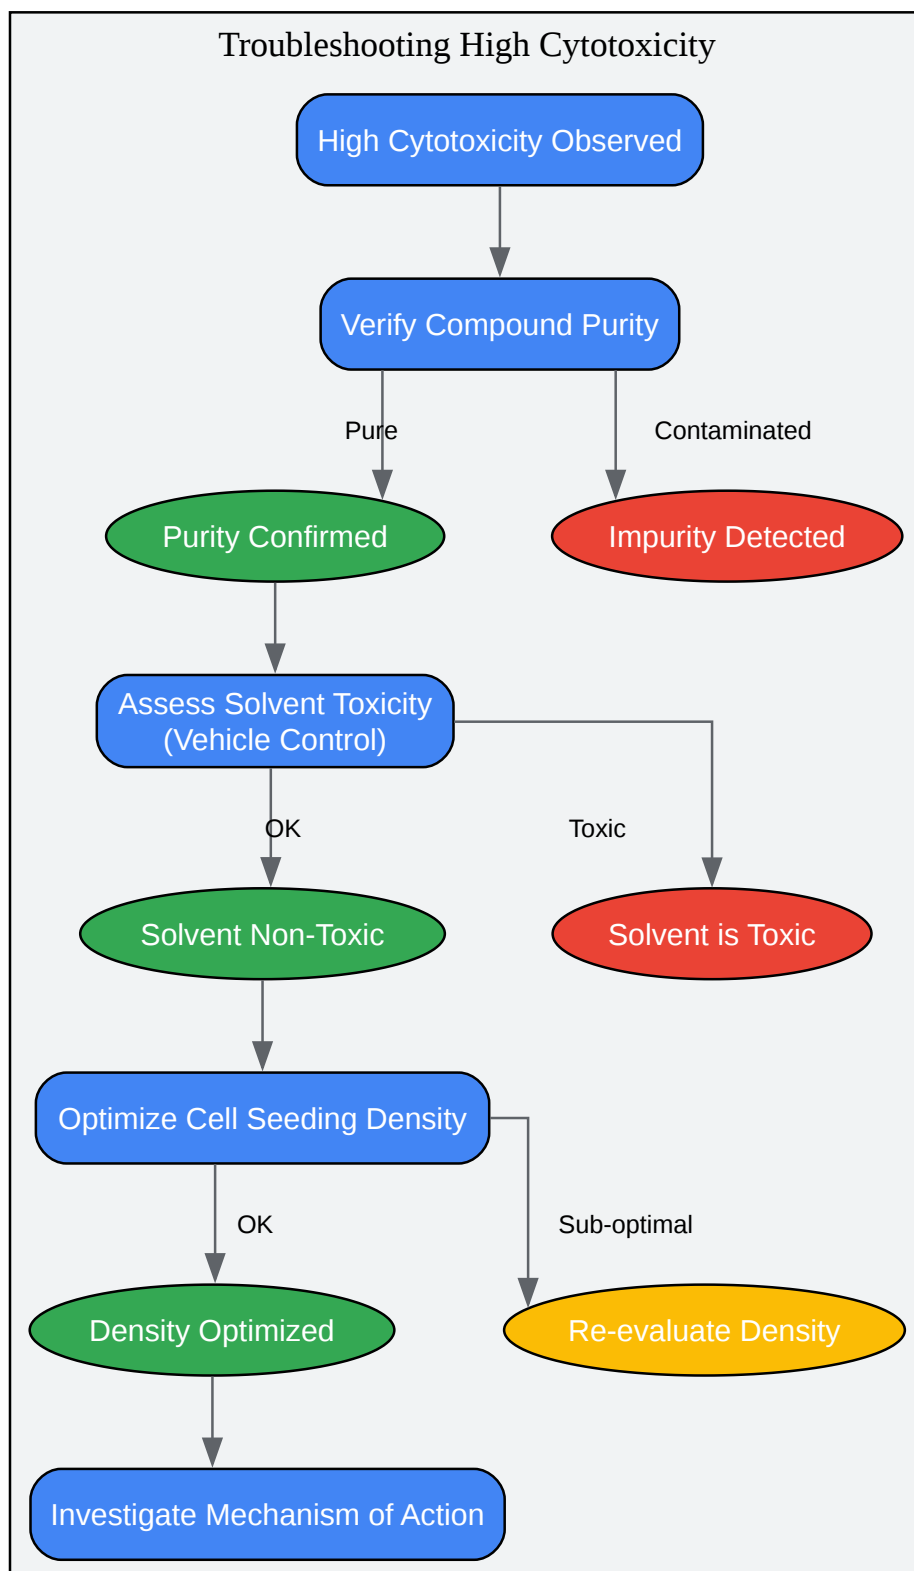 Troubleshooting High Cytotoxicity
High Cytotoxicity Observed
Verify Compound Purity
Pure
Contaminated
Purity Confirmed
Impurity Detected
Assess Solvent Toxicity
(Vehicle Control)
OK
Toxic
Solvent Non-Toxic
Solvent is Toxic
Optimize Cell Seeding Density
OK
Sub-optimal
Density Optimized
Re-evaluate Density
Investigate Mechanism of Action